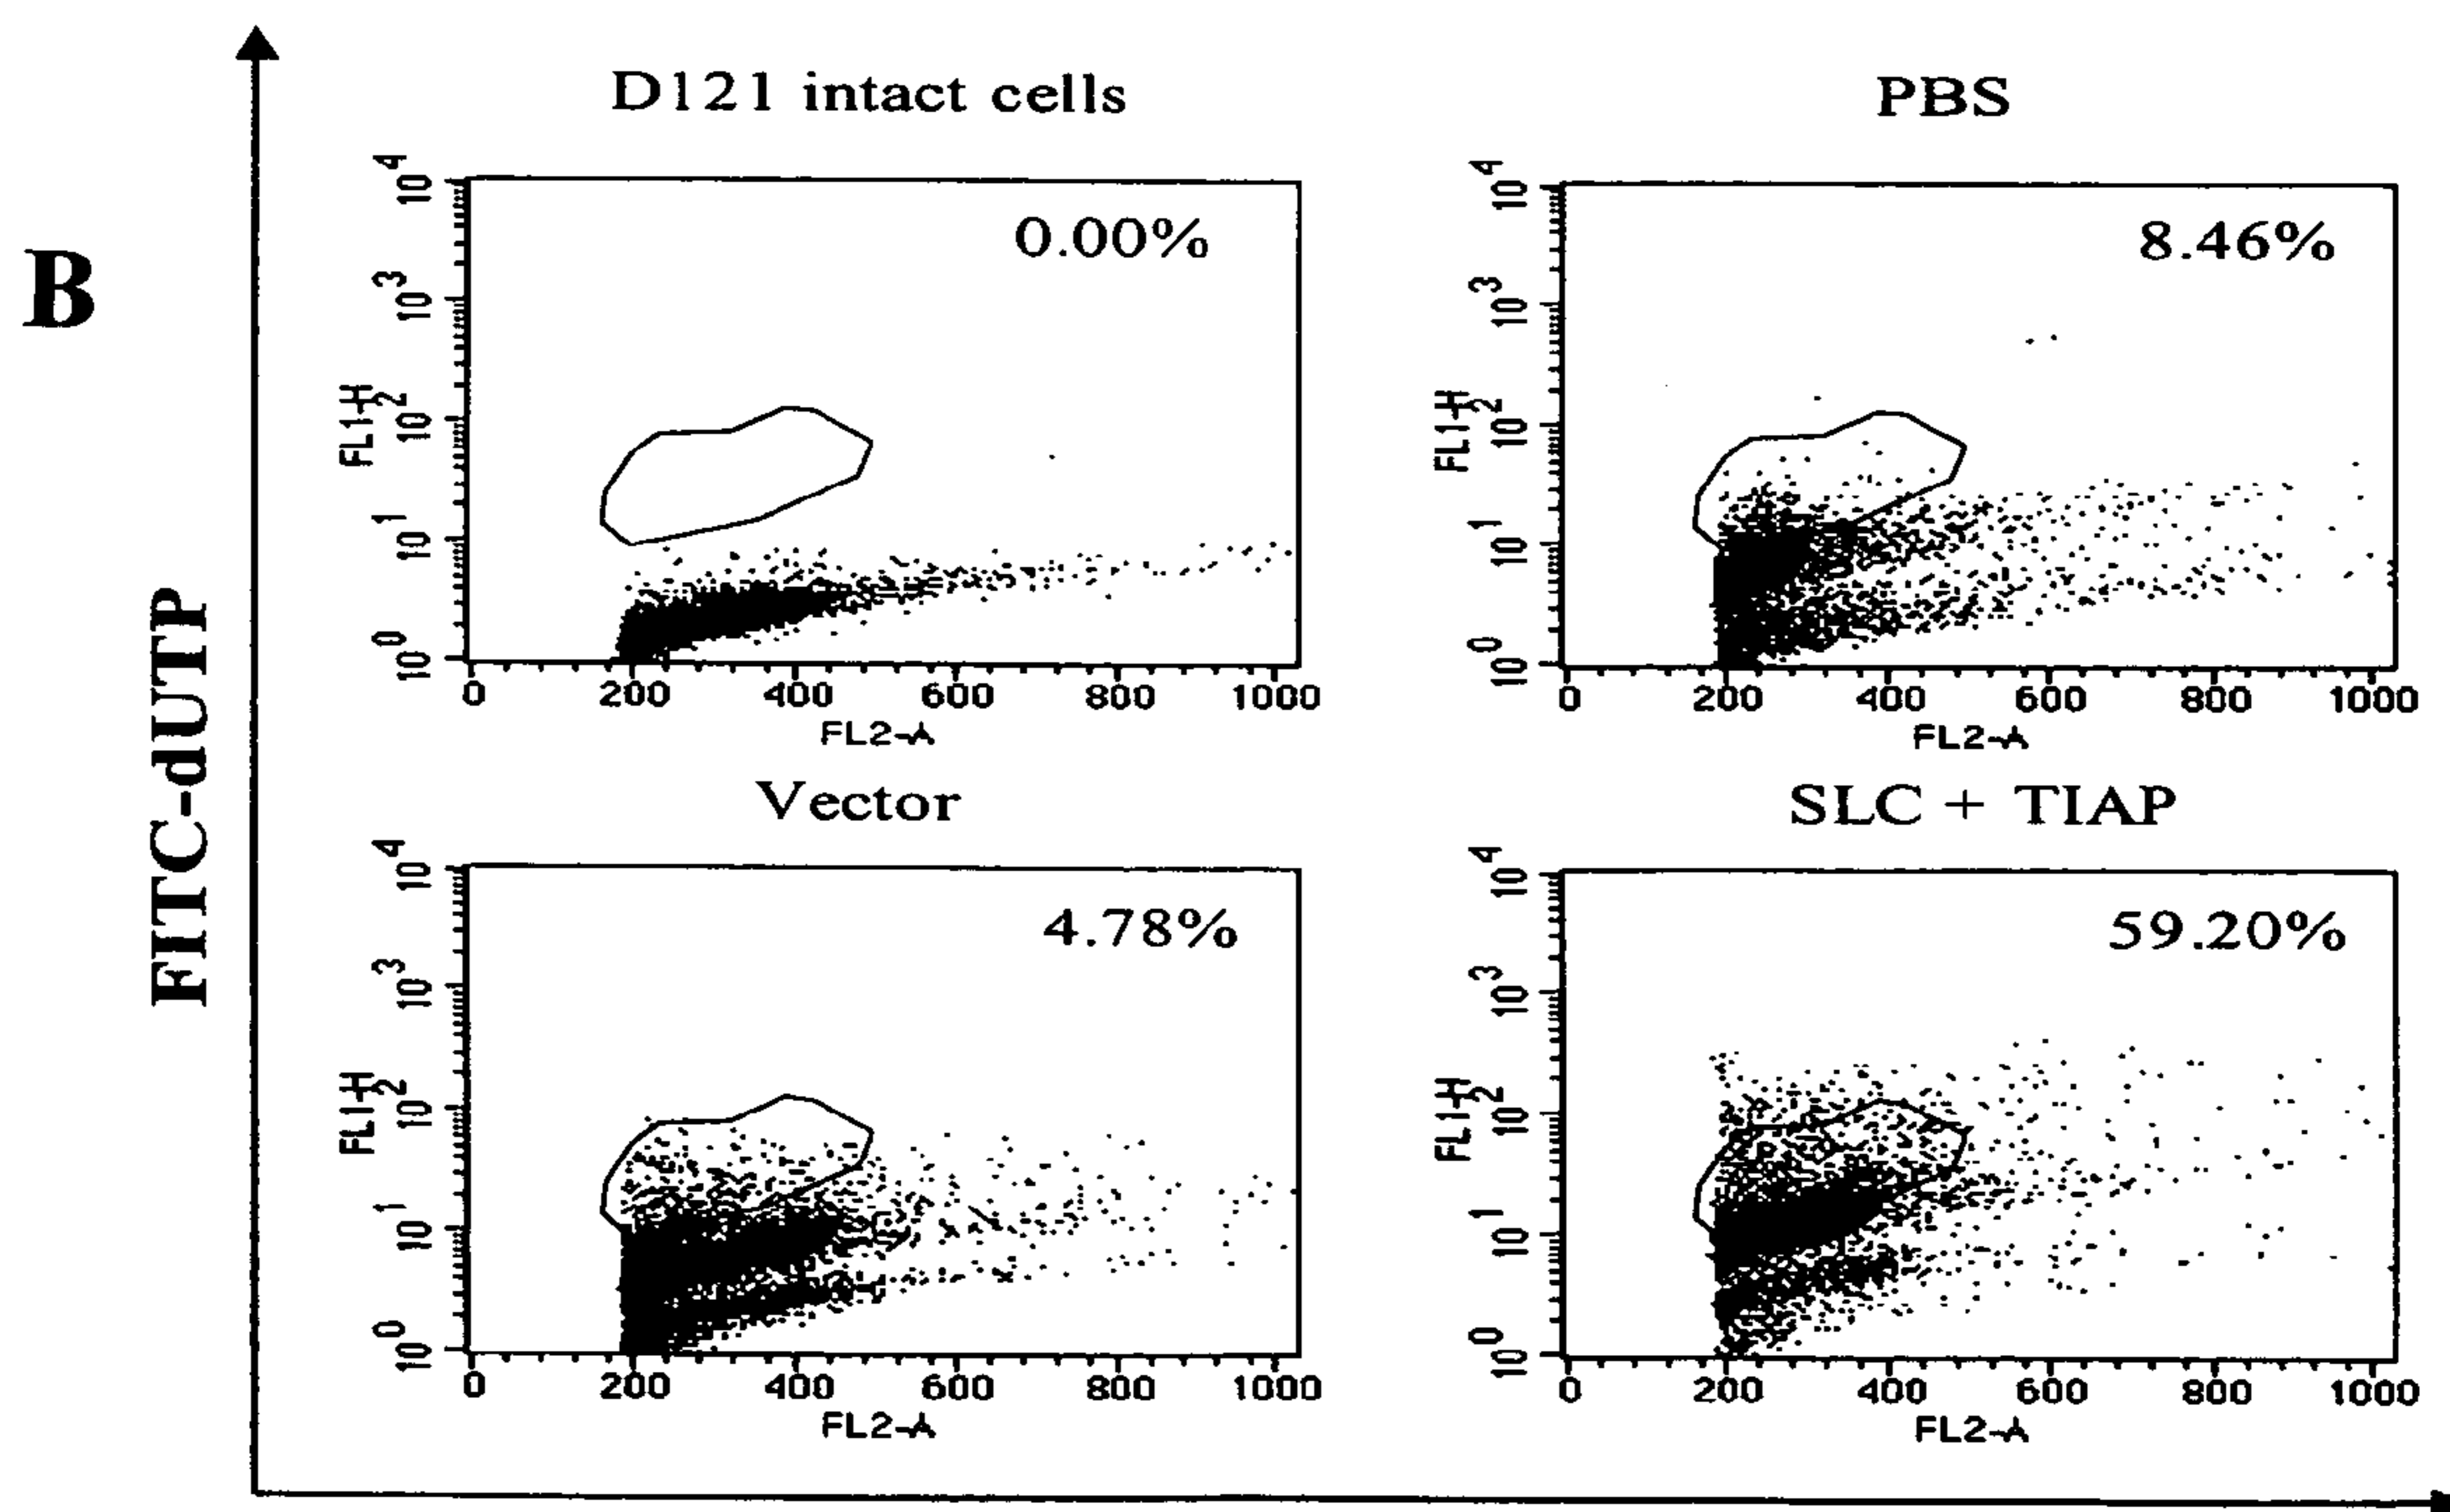 B
FITC-dUTP
D121 intact cells
0.00%
10^4
10^3
10^2
10^1
10^0
FL1-H
0 200 400 600 800 1000
FL2-A
PBS
8.46%
10^4
10^3
10^2
10^1
10^0
FL1-H
0 200 400 600 800 1000
FL2-A
Vector
4.78%
10^4
10^3
10^2
10^1
10^0
FL1-H
0 200 400 600 800 1000
FL2-A
SLC + TIAP
59.20%
10^4
10^3
10^2
10^1
10^0
FL1-H
0 200 400 600 800 1000
FL2-A